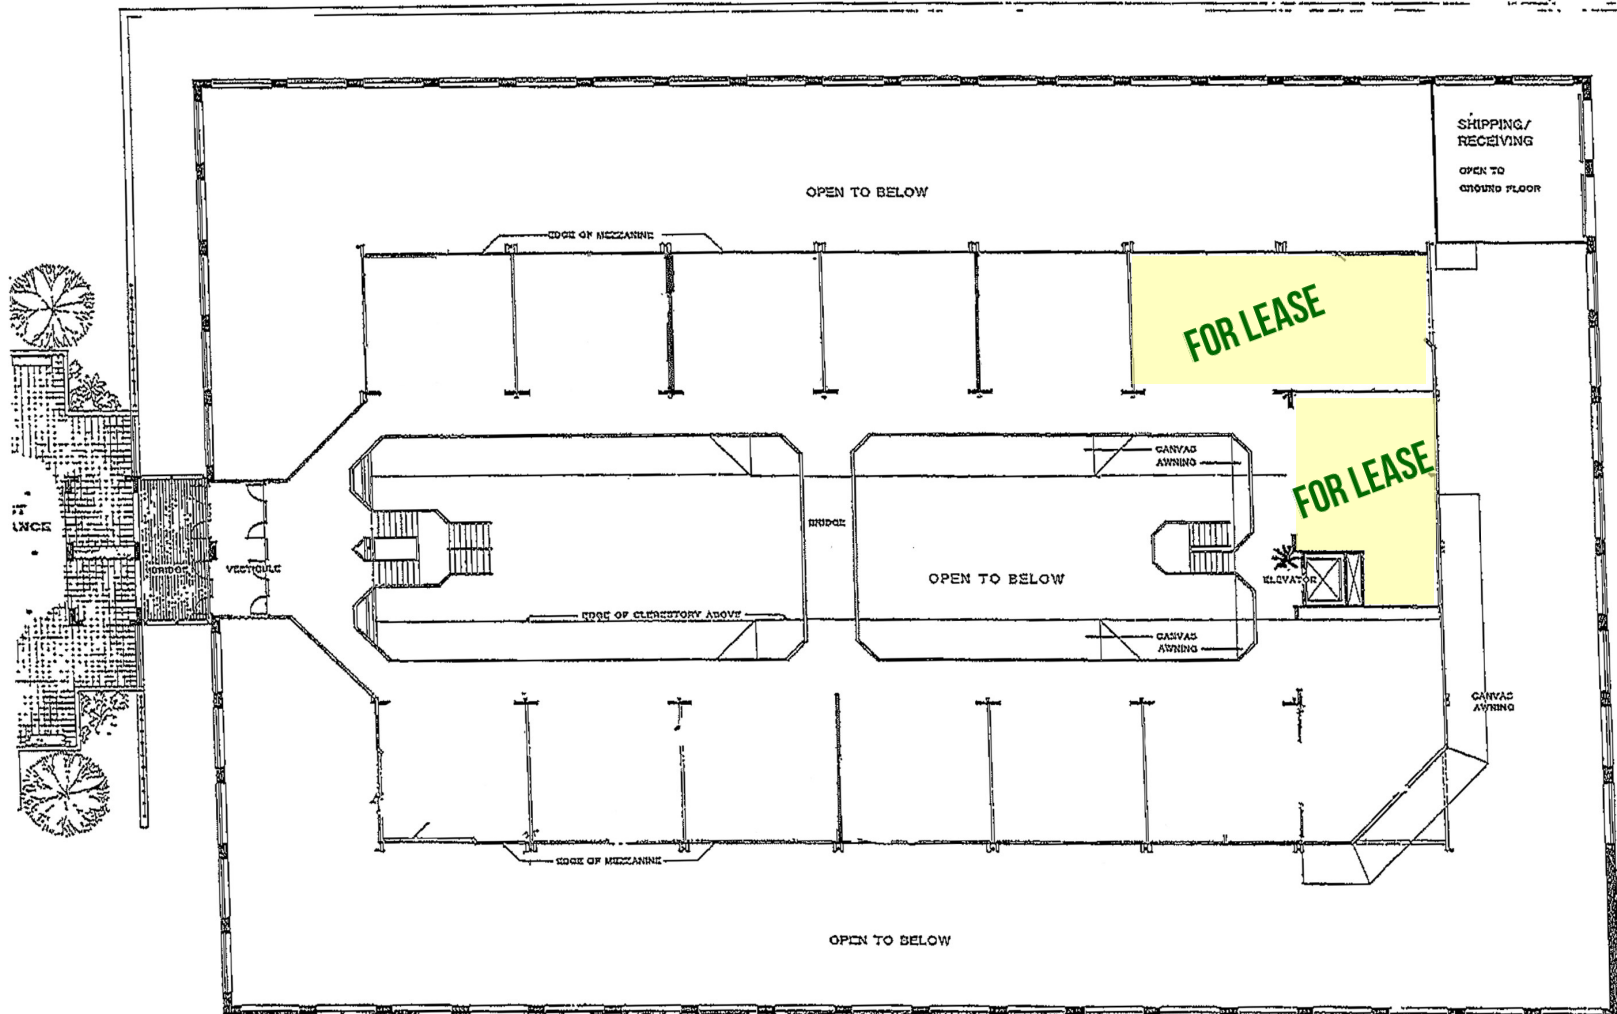 SHIPPING/
RECEIVING
OPEN TO
GROUND FLOOR
OPEN TO BELOW
EDGE OF MEZZANINE
FOR LEASE
CANVAS
AWNING
FOR LEASE
BRIDGE
BRIDGE
VESTIBULE
OPEN TO BELOW
ELEVATOR
EDGE OF CLERESTORY ABOVE
CANVAS
AWNING
CANVAS
AWNING
EDGE OF MEZZANINE
OPEN TO BELOW